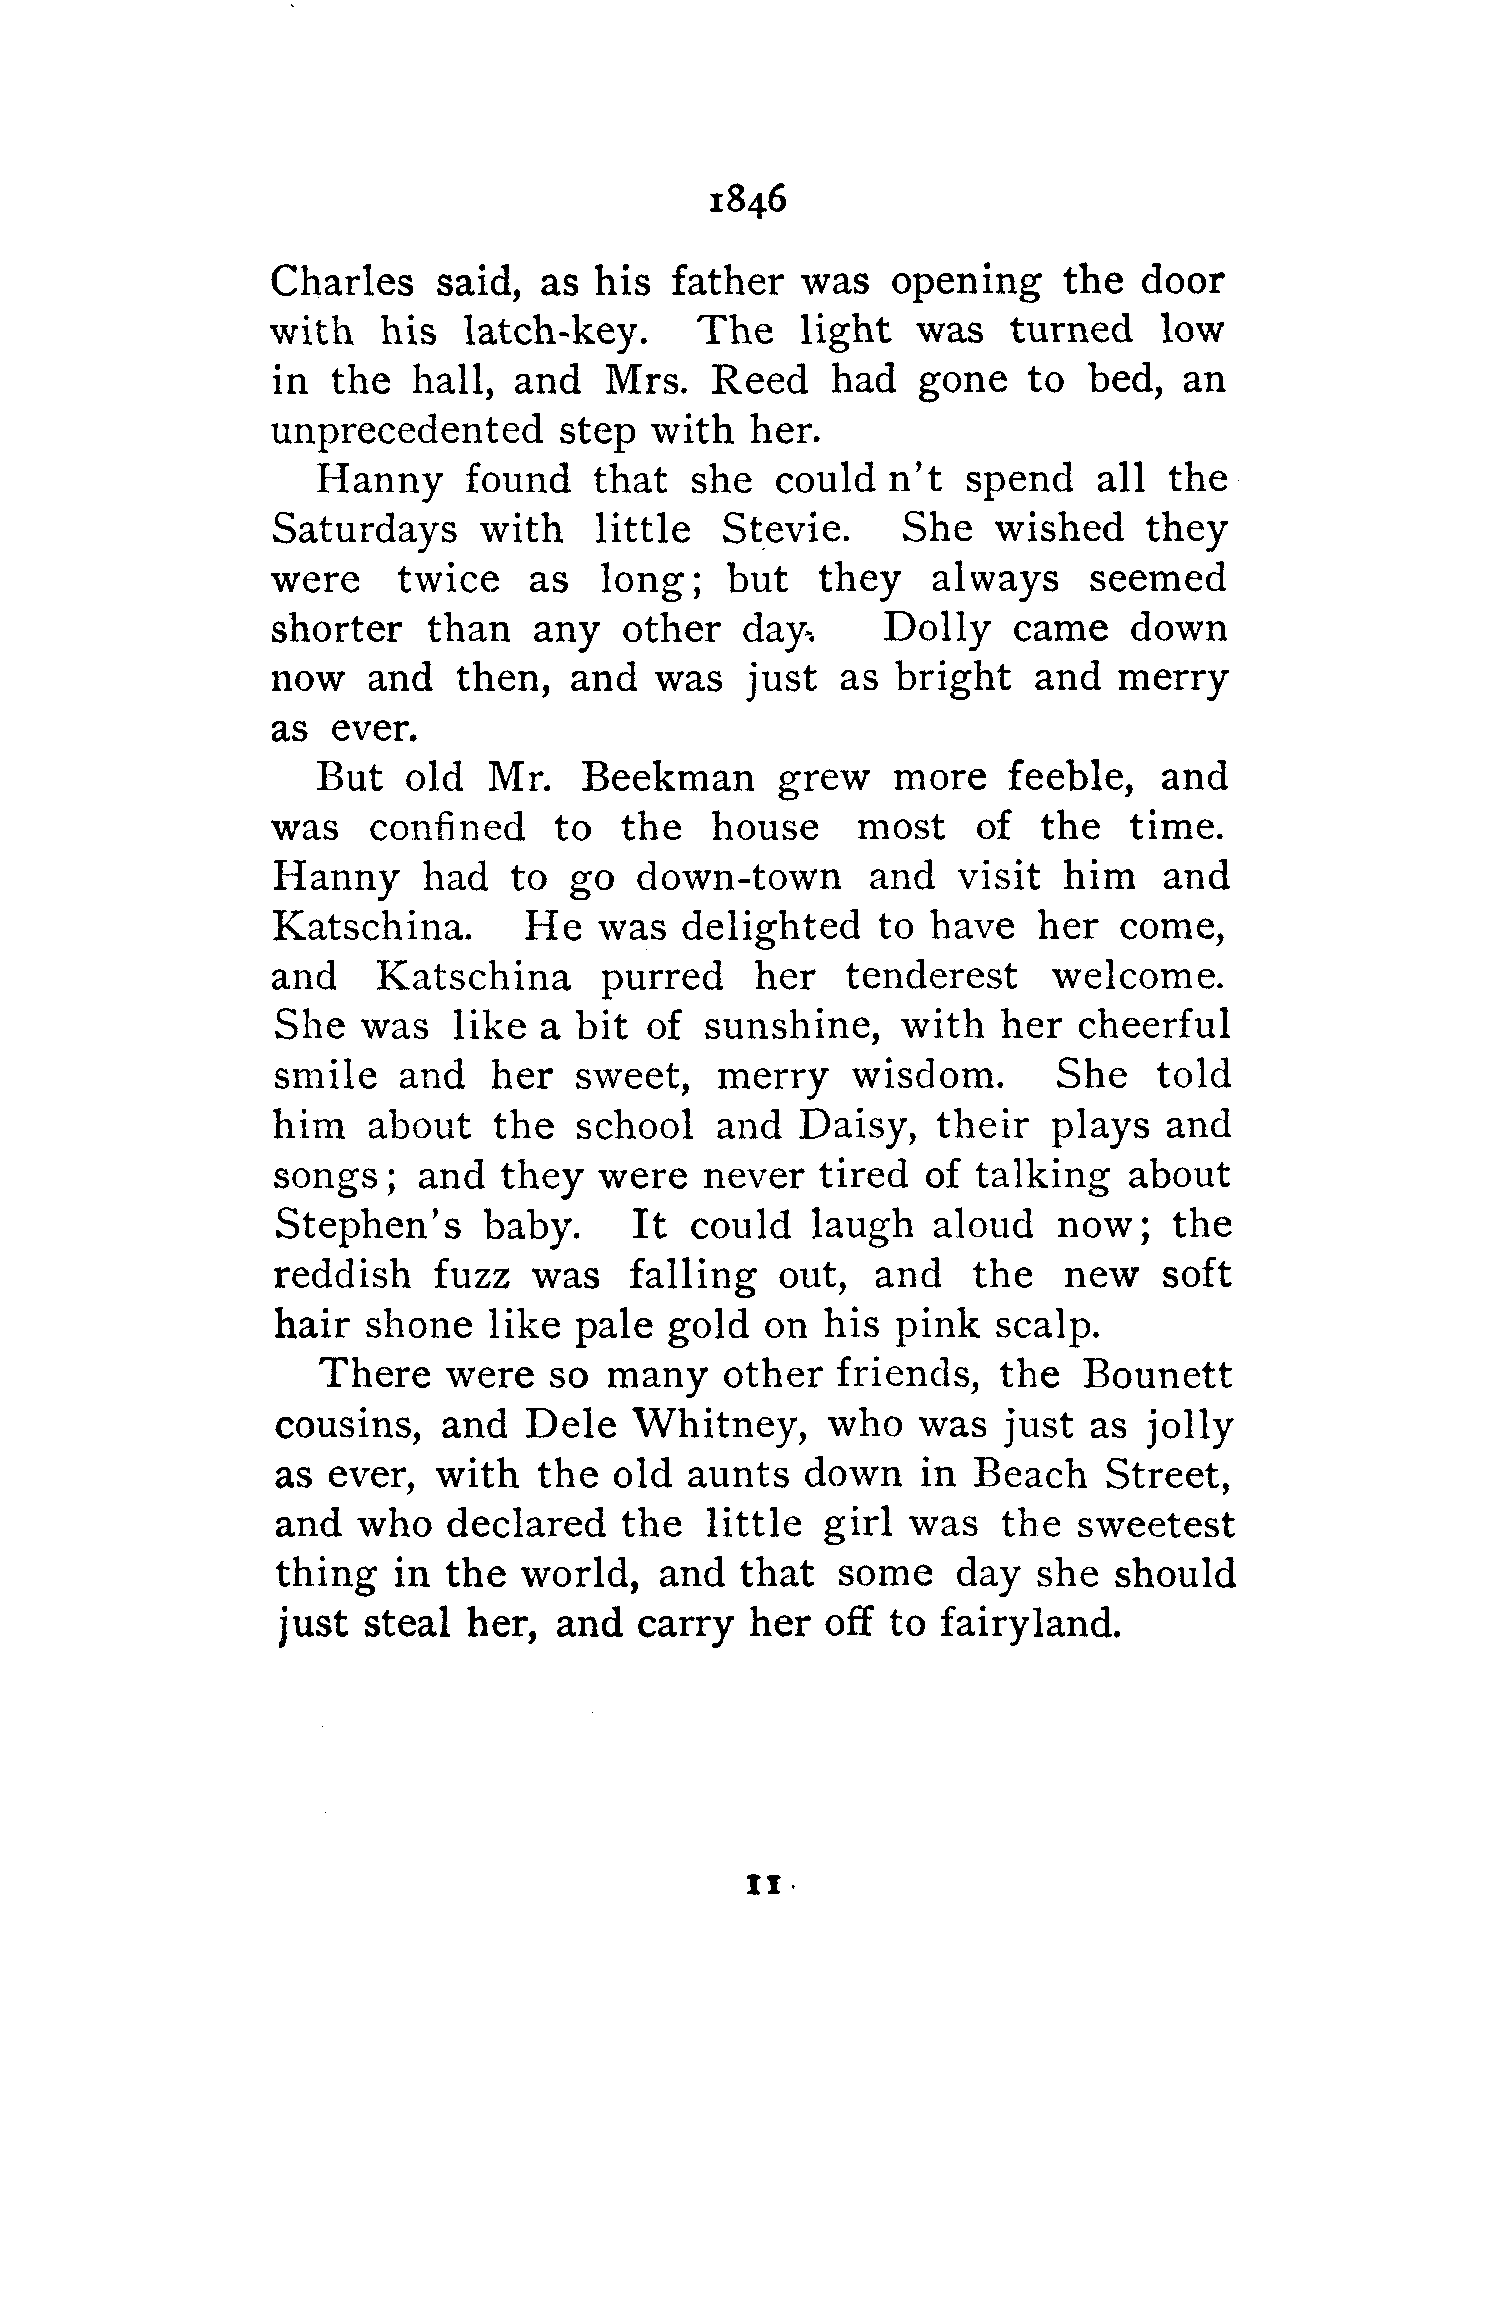 1846
Charles said, as his father was opening the door
with his latch-key. The light was turned low
in the hall, and Mrs. Reed had gone to bed, an
unprecedented step with her.
Hanny found that she could n't spend all the
Saturdays with little Stevie. She wished they
were twice as long; but they always seemed
shorter than any other day. Dolly came down
now and then, and was just as bright and merry
as ever.
But old Mr. Beekman grew more feeble, and
was confined to the house most of the time.
Hanny had to go down-town and visit him and
Katschina. He was delighted to have her come,
and Katschina purred her tenderest welcome.
She was like a bit of sunshine, with her cheerful
smile and her sweet, merry wisdom. She told
him about the school and Daisy, their plays and
songs; and they were never tired of talking about
Stephen's baby. It could laugh aloud now; the
reddish fuzz was falling out, and the new soft
hair shone like pale gold on his pink scalp.
There were so many other friends, the Bounett
cousins, and Dele Whitney, who was just as jolly
as ever, with the old aunts down in Beach Street,
and who declared the little girl was the sweetest
thing in the world, and that some day she should
just steal her, and carry her off to fairyland.
11